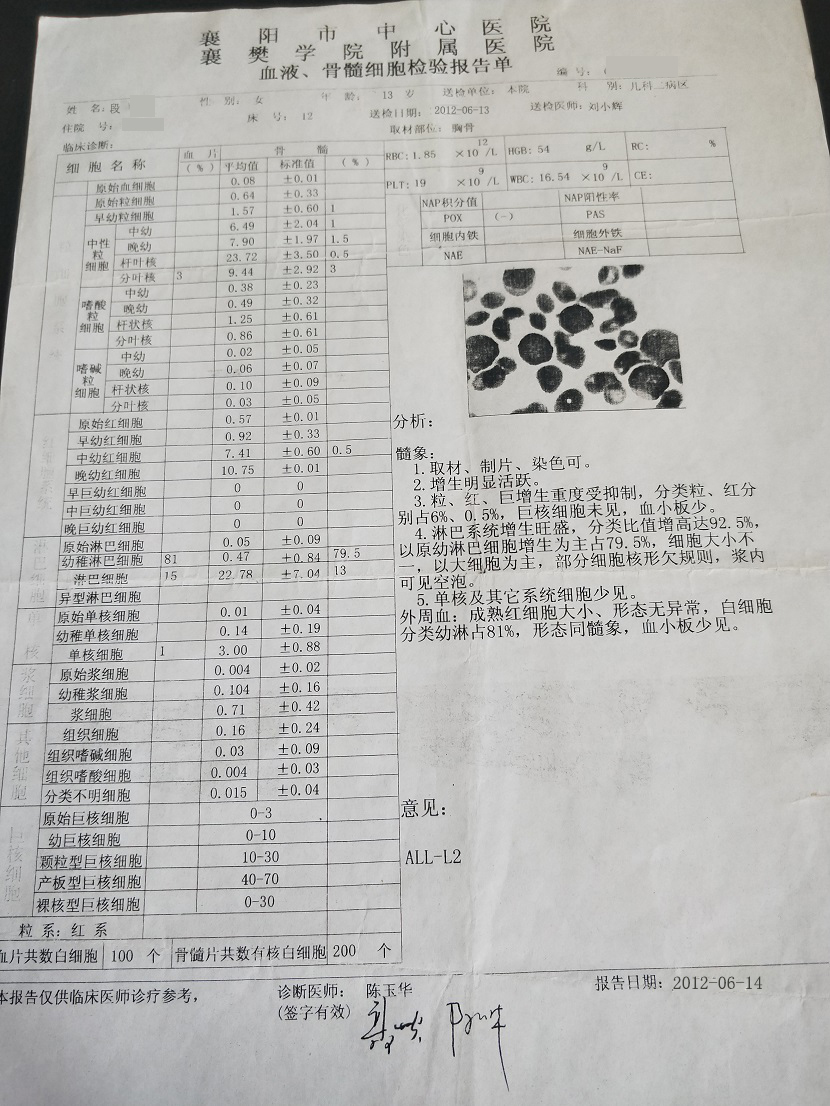 襄阳市中心医院
襄樊学院附属医院
血液、骨髓细胞检验报告单
编 号：(
姓 名：段 性 别：女 年 龄： 13 岁 送检单位：本院 科 别：儿科二病区
住院 号： 床 号：12 送检日期：2012-06-13 送检医师：刘小辉
临床诊断： 取材部位：胸骨
细 胞 名 称 血 片 骨 髓
(%) 平均值 标准值 (%)
原始血细胞 0.08 ±0.01
原始粒细胞 0.64 ±0.33
早幼粒细胞 1.57 ±0.60 1
中性粒细胞 中幼 6.49 ±2.04 1
晚幼 7.90 ±1.97 1.5
杆叶核 23.72 ±3.50 0.5
分叶核 3 9.44 ±2.92 3
嗜酸粒细胞 中幼 0.38 ±0.23
晚幼 0.49 ±0.32
杆状核 1.25 ±0.61
分叶核 0.86 ±0.61
嗜碱粒细胞 中幼 0.02 ±0.05
晚幼 0.06 ±0.07
杆状核 0.10 ±0.09
分叶核 0.03 ±0.05
原始红细胞 0.57 ±0.01
早幼红细胞 0.92 ±0.33
中幼红细胞 7.41 ±0.60 0.5
晚幼红细胞 10.75 ±0.01
早巨幼红细胞 0 0
中巨幼红细胞 0 0
晚巨幼红细胞 0 0
原始淋巴细胞 0.05 ±0.09
幼稚淋巴细胞 81 0.47 ±0.84 79.5
淋巴细胞 15 22.78 ±7.04 13
异型淋巴细胞
原始单核细胞 0.01 ±0.04
幼稚单核细胞 0.14 ±0.19
单核细胞 1 3.00 ±0.88
浆细胞
原始浆细胞 0.004 ±0.02
幼稚浆细胞 0.104 ±0.16
浆细胞 0.71 ±0.42
其他细胞
组织细胞 0.16 ±0.24
组织嗜碱细胞 0.03 ±0.09
组织嗜酸细胞 0.004 ±0.03
分类不明细胞 0.015 ±0.04
巨核细胞
原始巨核细胞 0-3
幼巨核细胞 0-10
颗粒型巨核细胞 10-30
产板型巨核细胞 40-70
裸核型巨核细胞 0-30
粒 系：红 系
血片共数白细胞 100 个 骨髓片共数有核白细胞 200 个
RBC：1.85 ×10 12 /L HGB：54 g/L RC： %
PLT：19 ×10 9 /L WBC：16.54 ×10 9 /L CE：
NAP积分值 NAP阳性率
POX (-) PAS
细胞内铁 细胞外铁
NAE NAE-NaF
分析：
髓象：
1.取材、制片、染色可。
2.增生明显活跃。
3.粒、红、巨增生重度受抑制，分类粒、红分
别占6%、0.5%，巨核细胞未见，血小板少。
4.淋巴系统增生旺盛，分类比值增高达92.5%，
以原幼淋巴细胞增生为主占79.5%，细胞大小不
一，以大细胞为主，部分细胞核形欠规则，浆内
可见空泡。
5.单核及其它系统细胞少见。
外周血：成熟红细胞大小、形态无异常，白细胞
分类幼淋占81%，形态同髓象，血小板少见。
意见：
ALL-L2
本报告仅供临床医师诊疗参考，
诊断医师： 陈玉华
(签字有效)
报告日期：2012-06-14